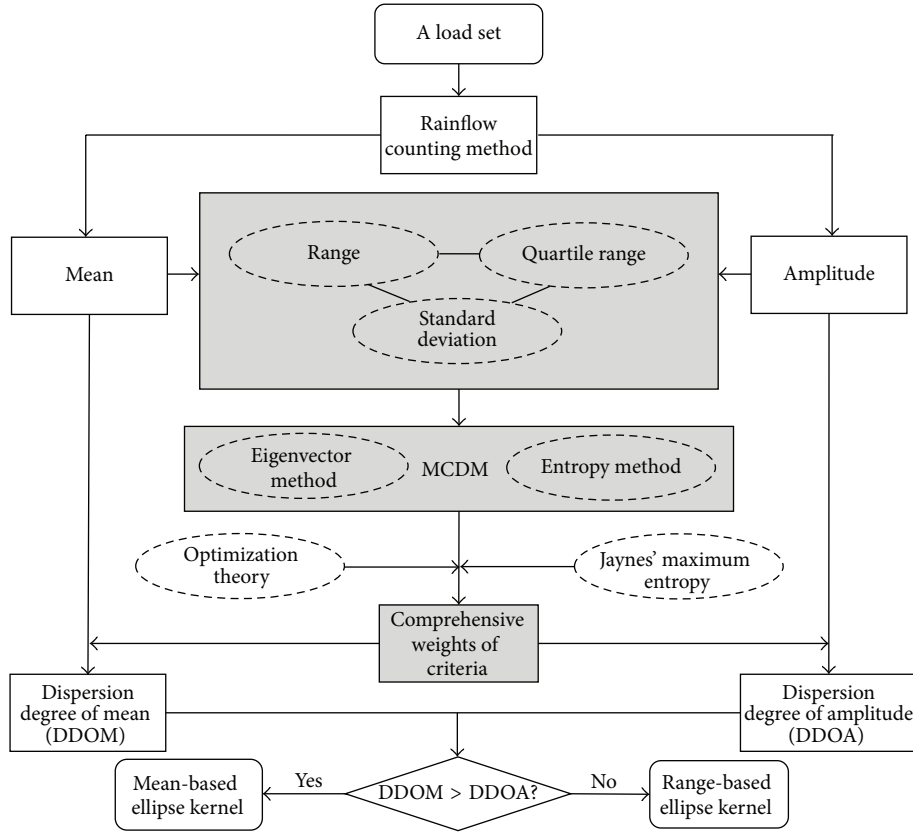 A load set
Rainflow
counting method
Mean
Range
Quartile range
Standard
deviation
Amplitude
Eigenvector
method
MCDM
Entropy method
Optimization
theory
Jaynes' maximum
entropy
Comprehensive
weights of
criteria
Dispersion
degree of mean
(DDOM)
Dispersion
degree of amplitude
(DDOA)
Mean-based
ellipse kernel
Yes
DDOM > DDOA?
No
Range-based
ellipse kernel